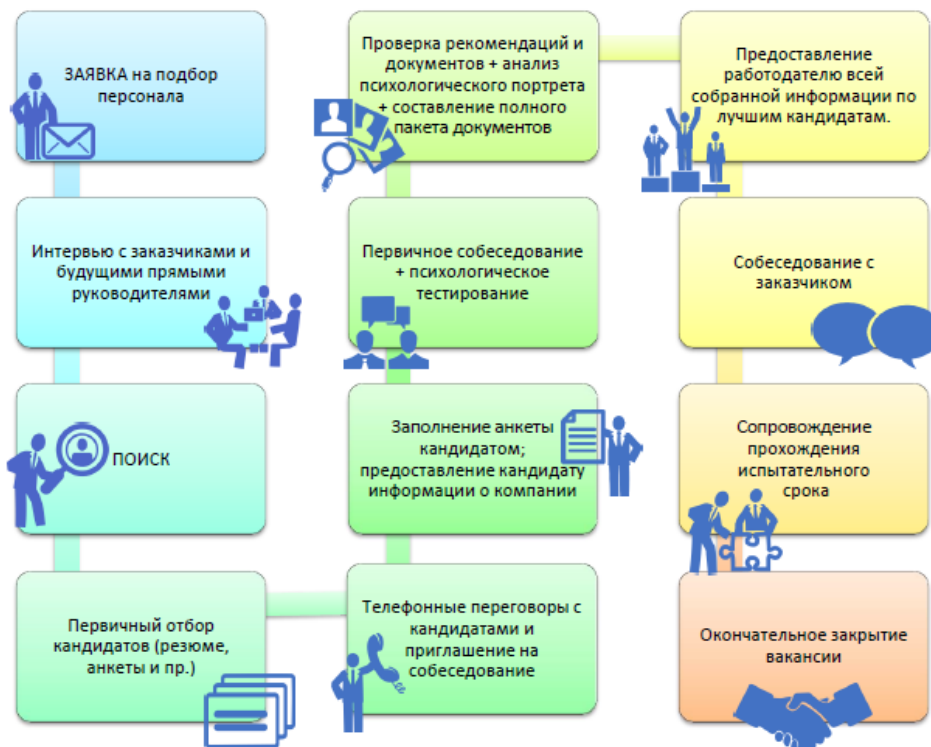 ЗАЯВКА на подбор
персонала
Интервью с заказчиками и
будущими прямыми
руководителями
ПОИСК
Первичный отбор
кандидатов (резюме,
анкеты и пр.)
Телефонные переговоры с
кандидатами и
приглашение на
собеседование
Заполнение анкеты
кандидатом;
предоставление кандидату
информации о компании
Первичное собеседование
+ психологическое
тестирование
Проверка рекомендаций и
документов + анализ
психологического портрета
+ составление полного
пакета документов
Предоставление
работодателю всей
собранной информации по
лучшим кандидатам.
Собеседование с
заказчиком
Сопровождение
прохождения
испытательного
срока
Окончательное закрытие
вакансии